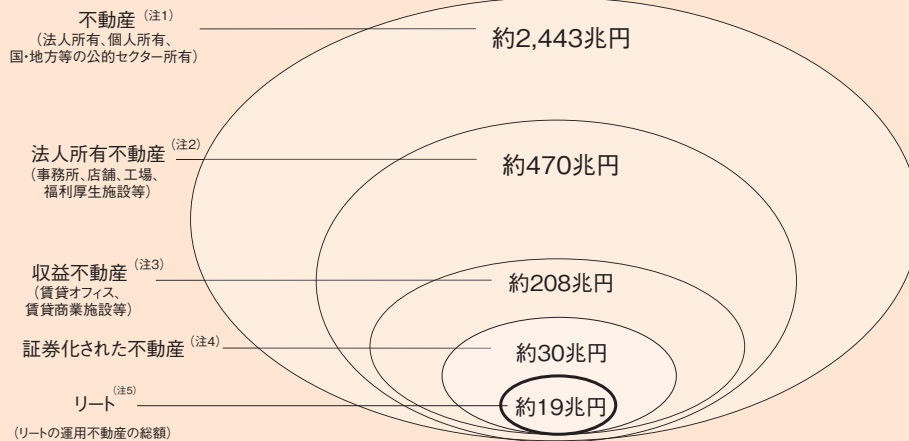 不動産(注1)
(法人所有、個人所有、
国・地方等の公的セクター所有)
約2,443兆円
法人所有不動産(注2)
(事務所、店舗、工場、
福利厚生施設等)
約470兆円
収益不動産(注3)
(賃貸オフィス、
賃貸商業施設等)
約208兆円
証券化された不動産(注4)
約30兆円
リート(注5)
約19兆円
(リートの運用不動産の総額)